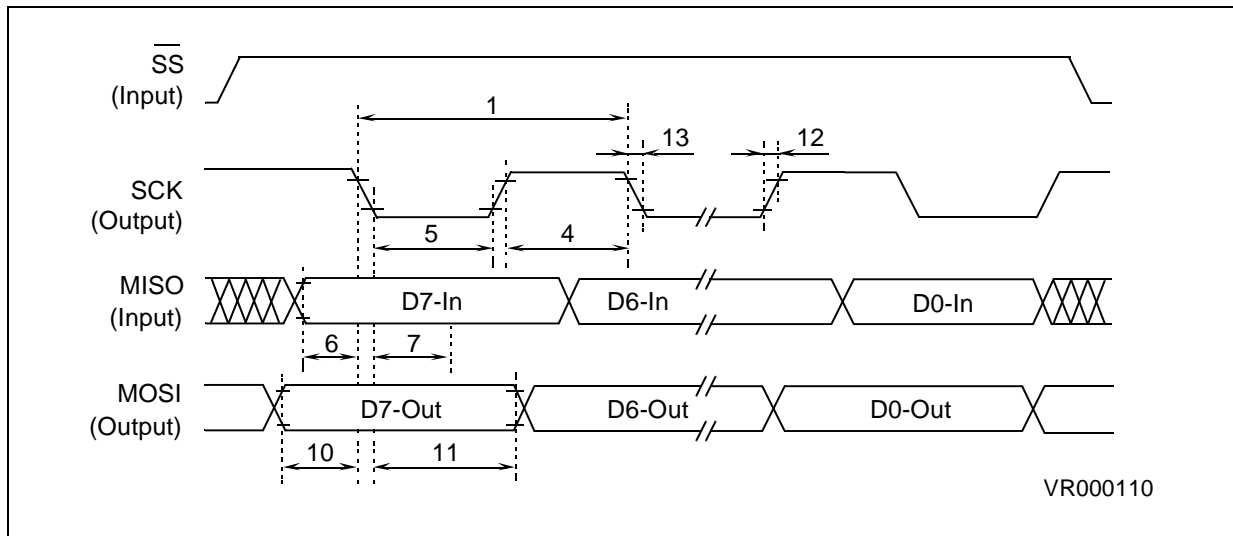 SS
(Input)
1
13
12
SCK
(Output)
5
4
MISO
(Input)
D7-In
D6-In
D0-In
6
7
MOSI
(Output)
D7-Out
D6-Out
D0-Out
10
11
VR000110